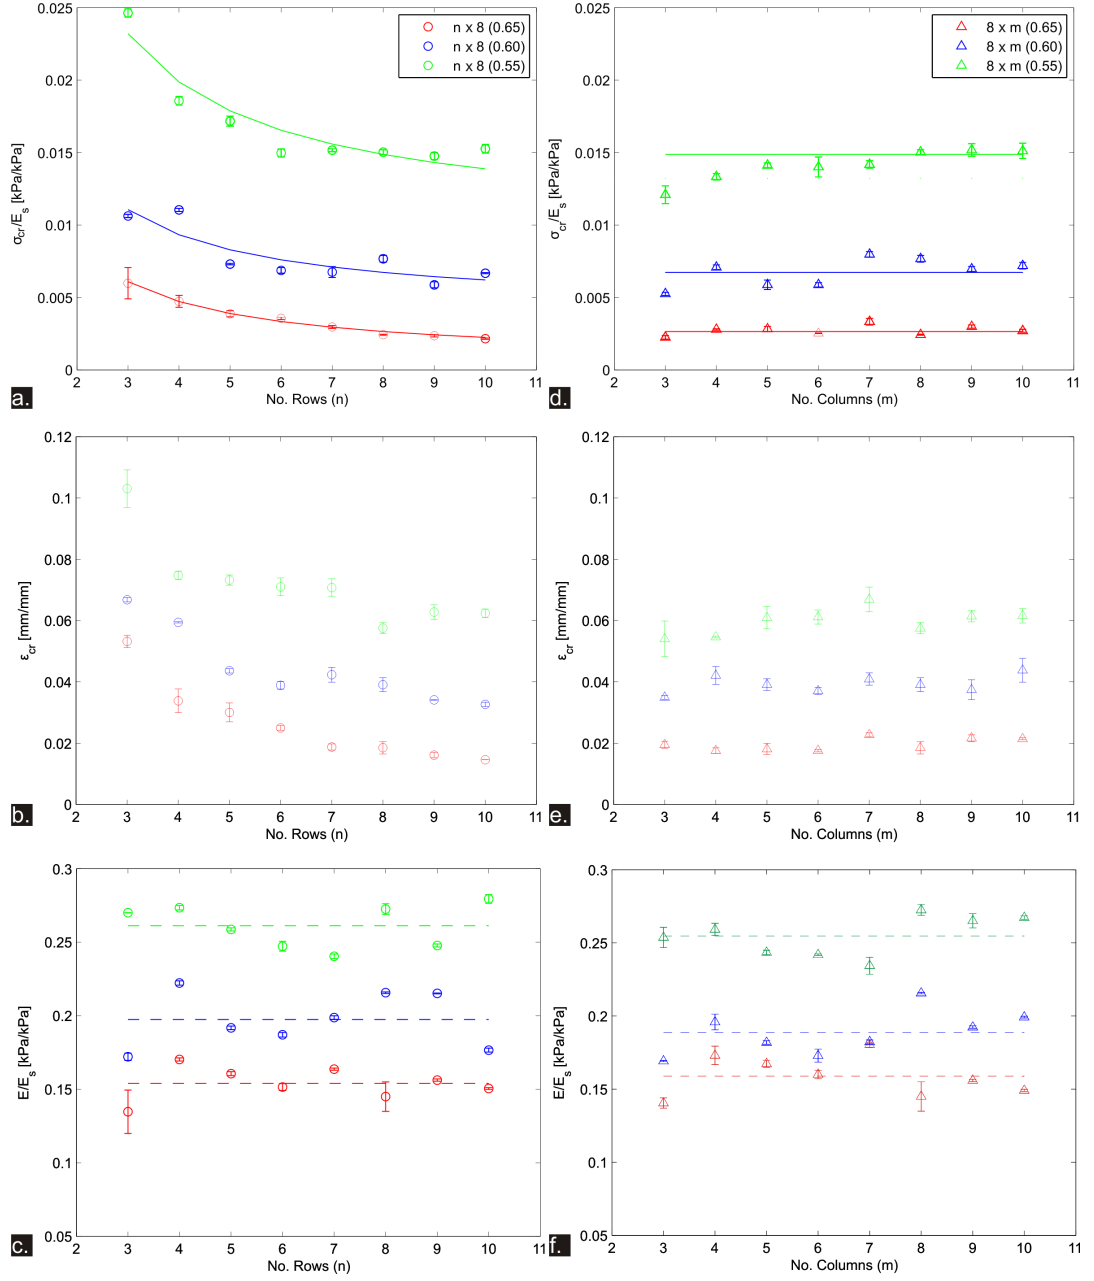 0.025
0.02
0.015
0.01
0.005
0
σcr/Es [kPa/kPa]
n x 8 (0.65)
n x 8 (0.60)
n x 8 (0.55)
2 3 4 5 6 7 8 9 10 11
No. Rows (n)
a.
0.025
0.02
0.015
0.01
0.005
0
σcr/Es [kPa/kPa]
8 x m (0.65)
8 x m (0.60)
8 x m (0.55)
2 3 4 5 6 7 8 9 10 11
No. Columns (m)
d.
0.12
0.1
0.08
0.06
0.04
0.02
0
εcr [mm/mm]
2 3 4 5 6 7 8 9 10 11
No. Rows (n)
b.
0.12
0.1
0.08
0.06
0.04
0.02
0
εcr [mm/mm]
2 3 4 5 6 7 8 9 10 11
No. Columns (m)
e.
0.3
0.25
0.2
0.15
0.1
0.05
E/Es [kPa/kPa]
2 3 4 5 6 7 8 9 10 11
No. Rows (n)
c.
0.3
0.25
0.2
0.15
0.1
0.05
E/Es [kPa/kPa]
2 3 4 5 6 7 8 9 10 11
No. Columns (m)
f.